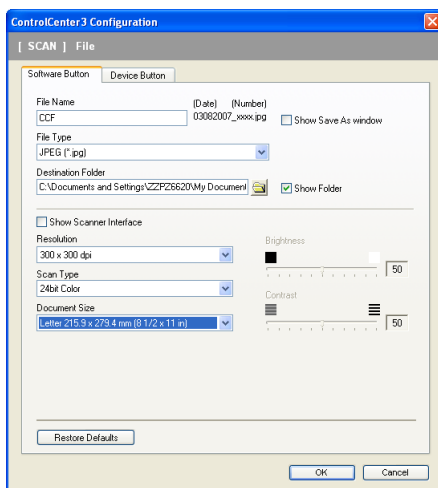 ControlCenter3 Configuration
[ SCAN ] File
Software Button Device Button
File Name (Date) (Number)
CCF 03082007_xxxx.jpg Show Save As window
File Type
JPEG (*.jpg)
Destination Folder
C:\Documents and Settings\ZZPZ6620\My Document Show Folder
Show Scanner Interface
Resolution Brightness
300 x 300 dpi 50
Scan Type
24bit Color Contrast
Document Size
Letter 215.9 x 279.4 mm (8 1/2 x 11 in) 50
Restore Defaults
OK Cancel